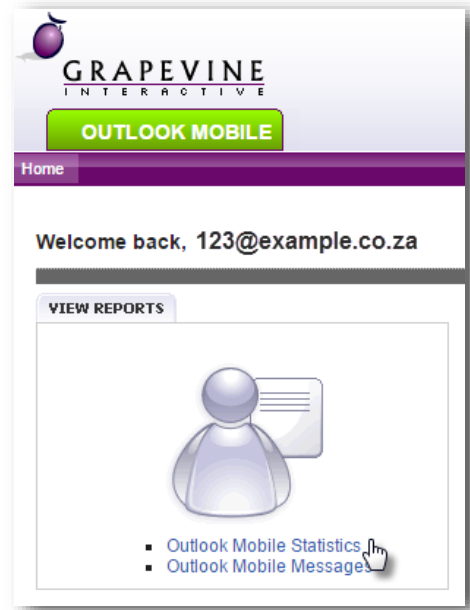 GRAPEVINE
INTERACTIVE
OUTLOOK MOBILE
Home
Welcome back, 123@example.co.za
VIEW REPORTS
Outlook Mobile Statistics
Outlook Mobile Messages